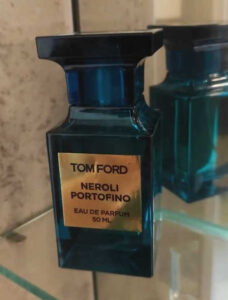 TOM FORD
NEROLI
PORTOFINO
EAU DE PARFUM
50 ML